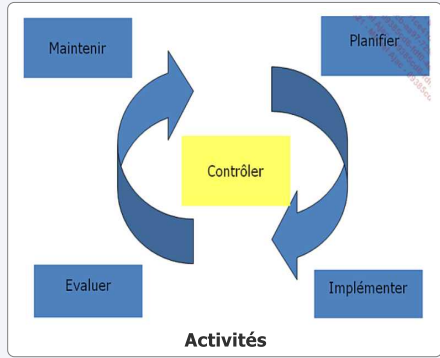 Maintenir
Planifier
Contrôler
Evaluer
Implémenter
Activités